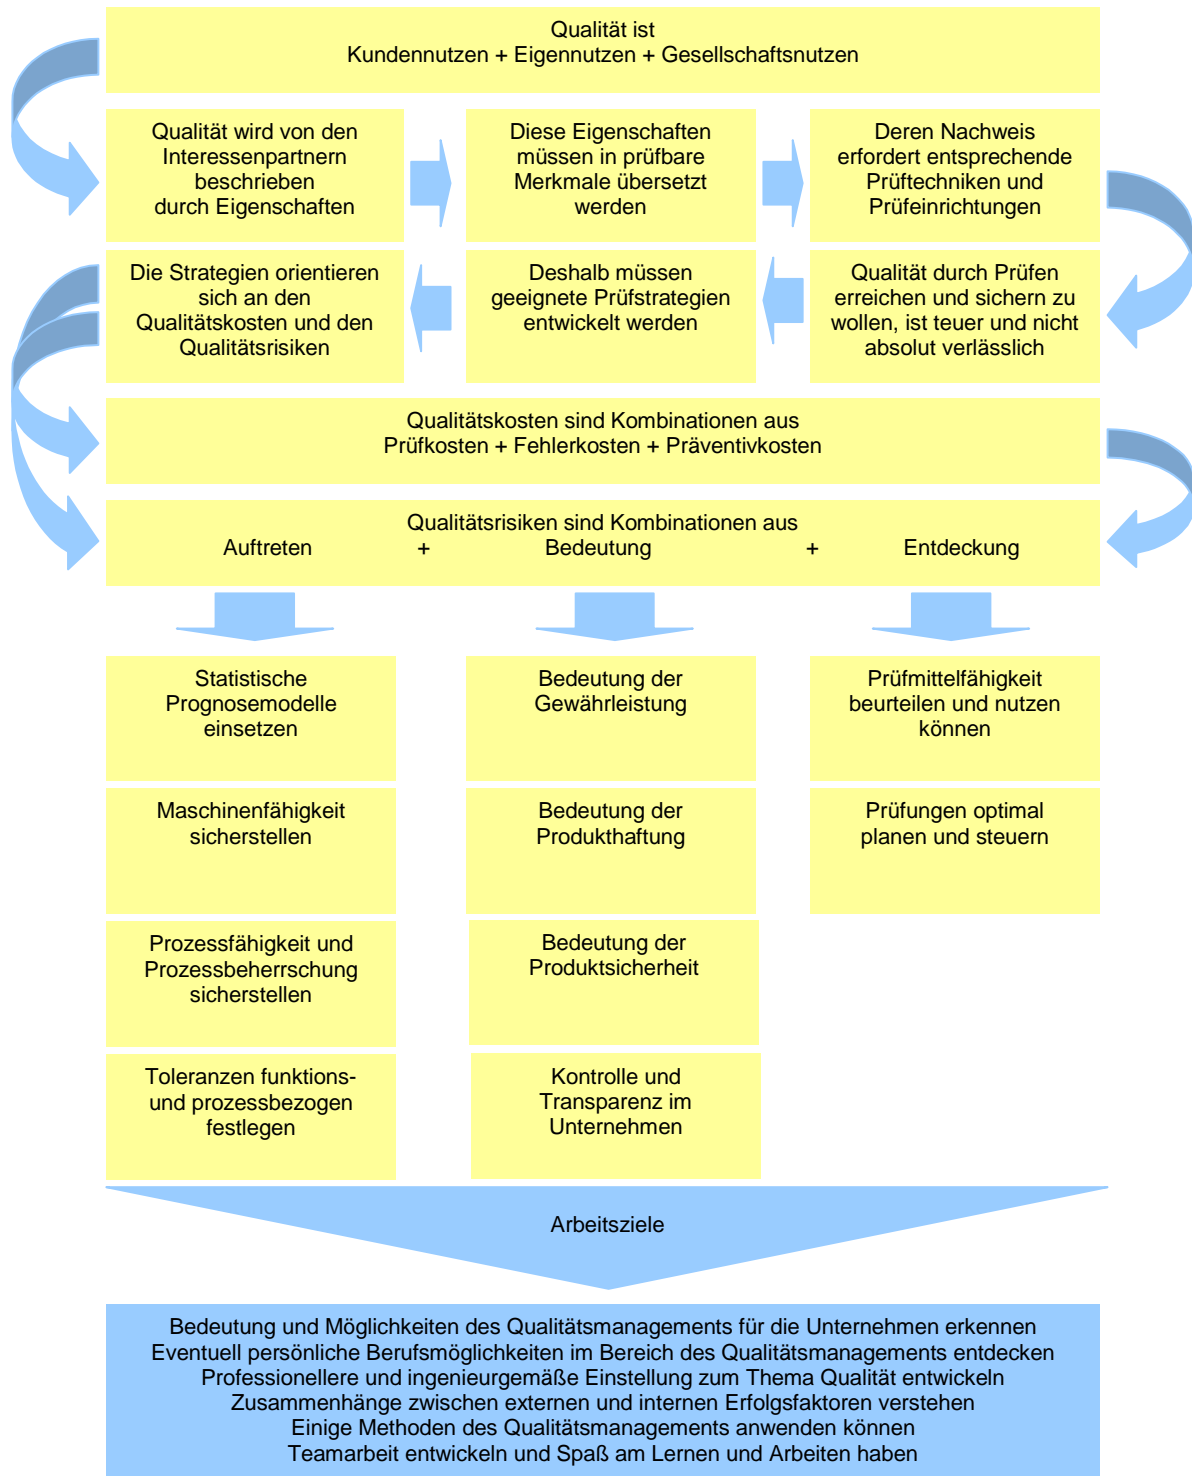 Qualität ist
Kundennutzen + Eigennutzen + Gesellschaftsnutzen
Qualität wird von den
Interessenpartnern
beschrieben
durch Eigenschaften
Diese Eigenschaften
müssen in prüfbare
Merkmale übersetzt
werden
Deren Nachweis
erfordert entsprechende
Prüftechniken und
Prüfeinrichtungen
Die Strategien orientieren
sich an den
Qualitätskosten und den
Qualitätsrisiken
Deshalb müssen
geeignete Prüfstrategien
entwickelt werden
Qualität durch Prüfen
erreichen und sichern zu
wollen, ist teuer und nicht
absolut verlässlich
Qualitätskosten sind Kombinationen aus
Prüfkosten + Fehlerkosten + Präventivkosten
Qualitätsrisiken sind Kombinationen aus
Auftreten + Bedeutung + Entdeckung
Statistische
Prognosemodelle
einsetzen
Bedeutung der
Gewährleistung
Prüfmittelfähigkeit
beurteilen und nutzen
können
Maschinenfähigkeit
sicherstellen
Bedeutung der
Produkthaftung
Prüfungen optimal
planen und steuern
Prozessfähigkeit und
Prozessbeherrschung
sicherstellen
Bedeutung der
Produktsicherheit
Toleranzen funktions-
und prozessbezogen
festlegen
Kontrolle und
Transparenz im
Unternehmen
Arbeitsziele
Bedeutung und Möglichkeiten des Qualitätsmanagements für die Unternehmen erkennen
Eventuell persönliche Berufsmöglichkeiten im Bereich des Qualitätsmanagements entdecken
Professionellere und ingenieurgemäße Einstellung zum Thema Qualität entwickeln
Zusammenhänge zwischen externen und internen Erfolgsfaktoren verstehen
Einige Methoden des Qualitätsmanagements anwenden können
Teamarbeit entwickeln und Spaß am Lernen und Arbeiten haben